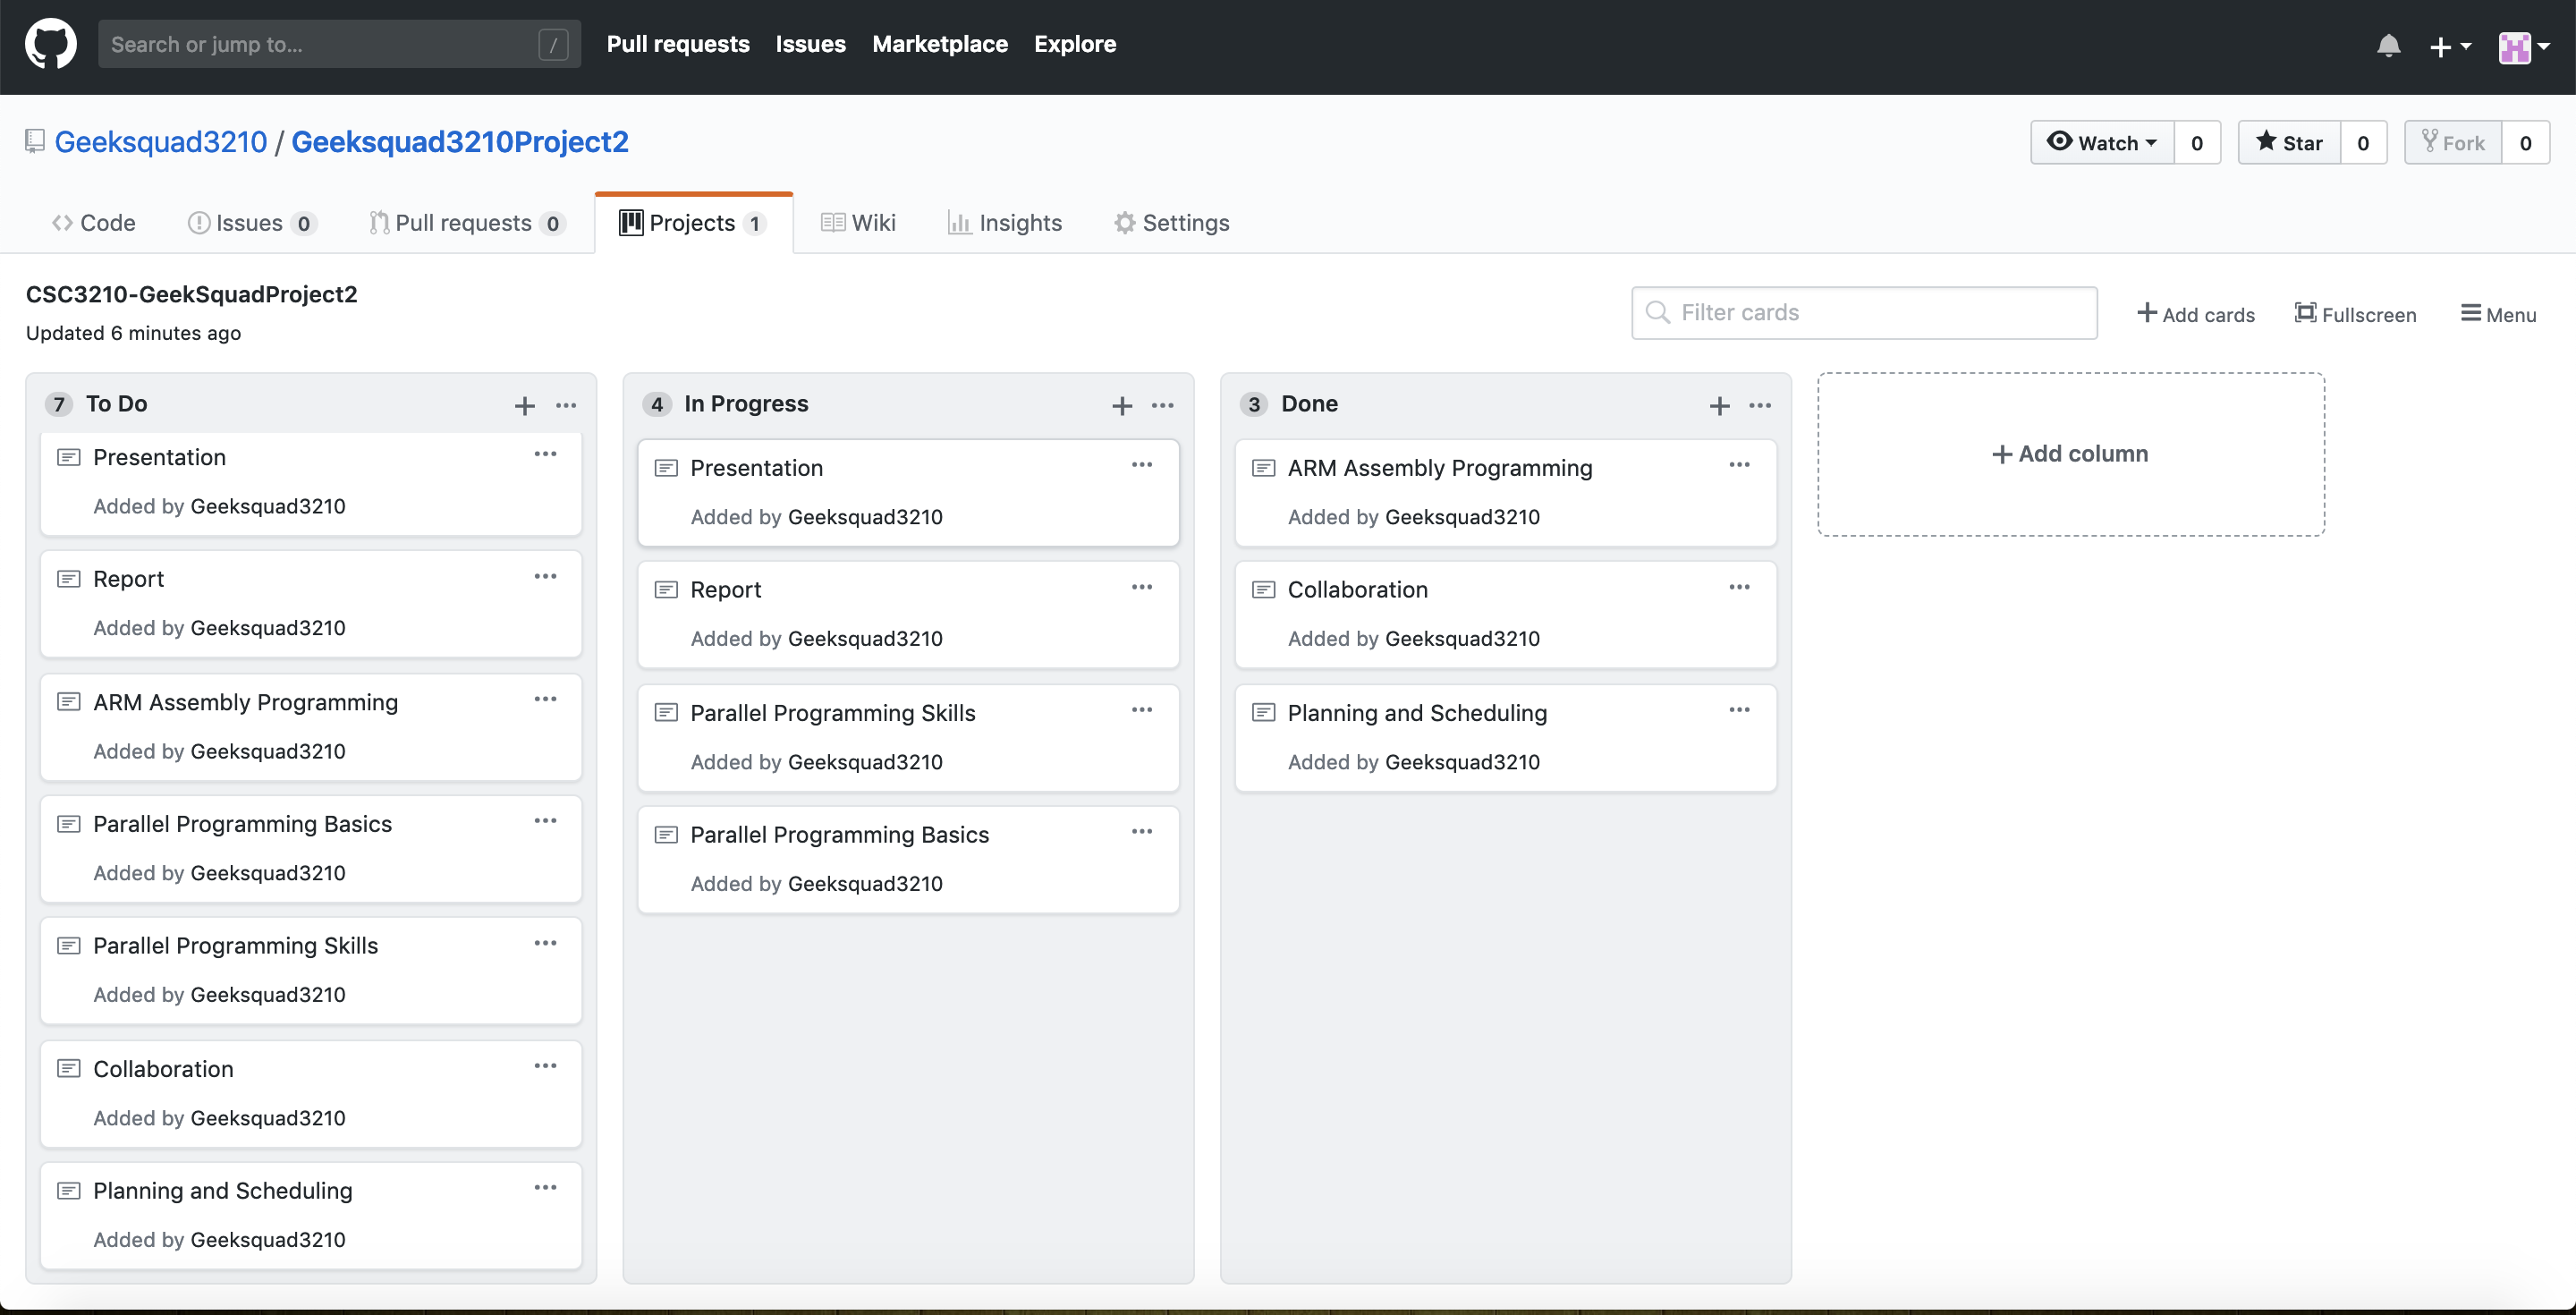 Search or jump to... /
Pull requests Issues Marketplace Explore
Geeksquad3210 / Geeksquad3210Project2
Watch 0 Star 0 Fork 0
Code Issues 0 Pull requests 0 Projects 1 Wiki Insights Settings
CSC3210-GeekSquadProject2
Updated 6 minutes ago
Filter cards
Add cards Fullscreen Menu
7 To Do
Presentation
Added by Geeksquad3210
Report
Added by Geeksquad3210
ARM Assembly Programming
Added by Geeksquad3210
Parallel Programming Basics
Added by Geeksquad3210
Parallel Programming Skills
Added by Geeksquad3210
Collaboration
Added by Geeksquad3210
Planning and Scheduling
Added by Geeksquad3210
4 In Progress
Presentation
Added by Geeksquad3210
Report
Added by Geeksquad3210
Parallel Programming Skills
Added by Geeksquad3210
Parallel Programming Basics
Added by Geeksquad3210
3 Done
ARM Assembly Programming
Added by Geeksquad3210
Collaboration
Added by Geeksquad3210
Planning and Scheduling
Added by Geeksquad3210
Add column